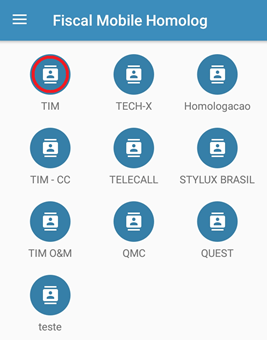 Fiscal Mobile Homolog
TIM TECH-X Homologacao
TIM - CC TELECALL STYLUX BRASIL
TIM O&M QMC QUEST
teste